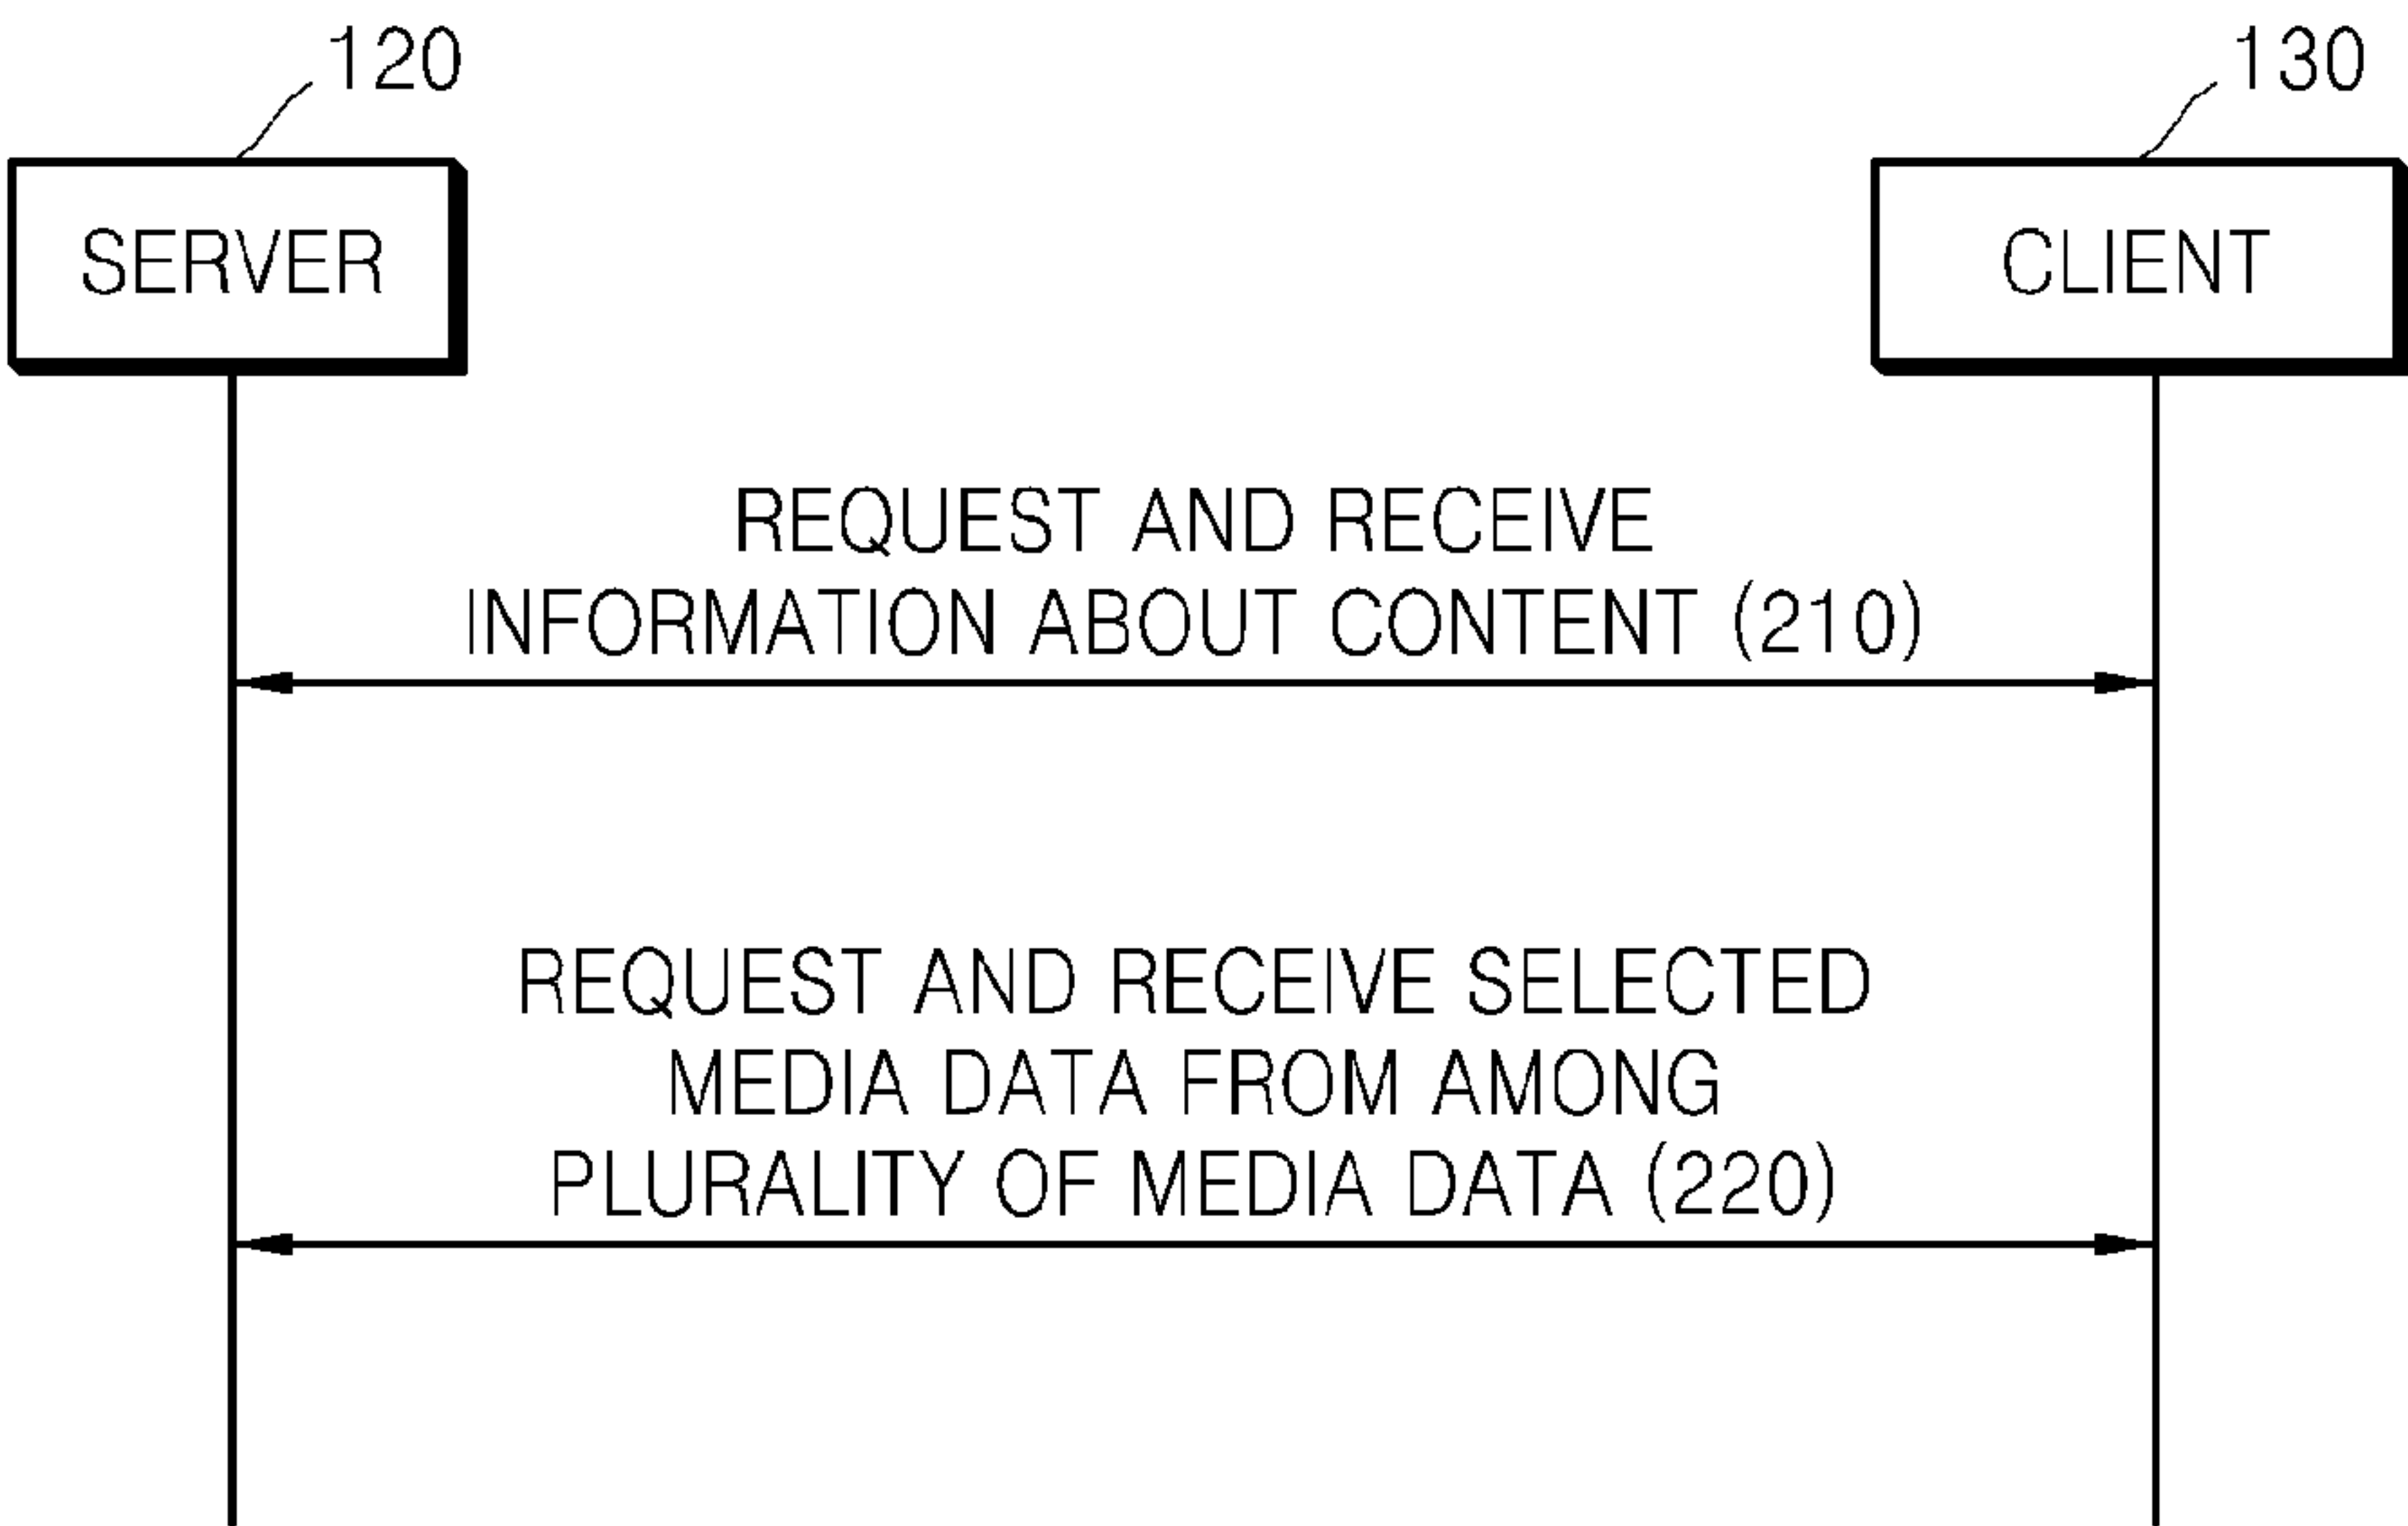 120
130
SERVER
CLIENT
REQUEST AND RECEIVE
INFORMATION ABOUT CONTENT (210)
REQUEST AND RECEIVE SELECTED
MEDIA DATA FROM AMONG
PLURALITY OF MEDIA DATA (220)